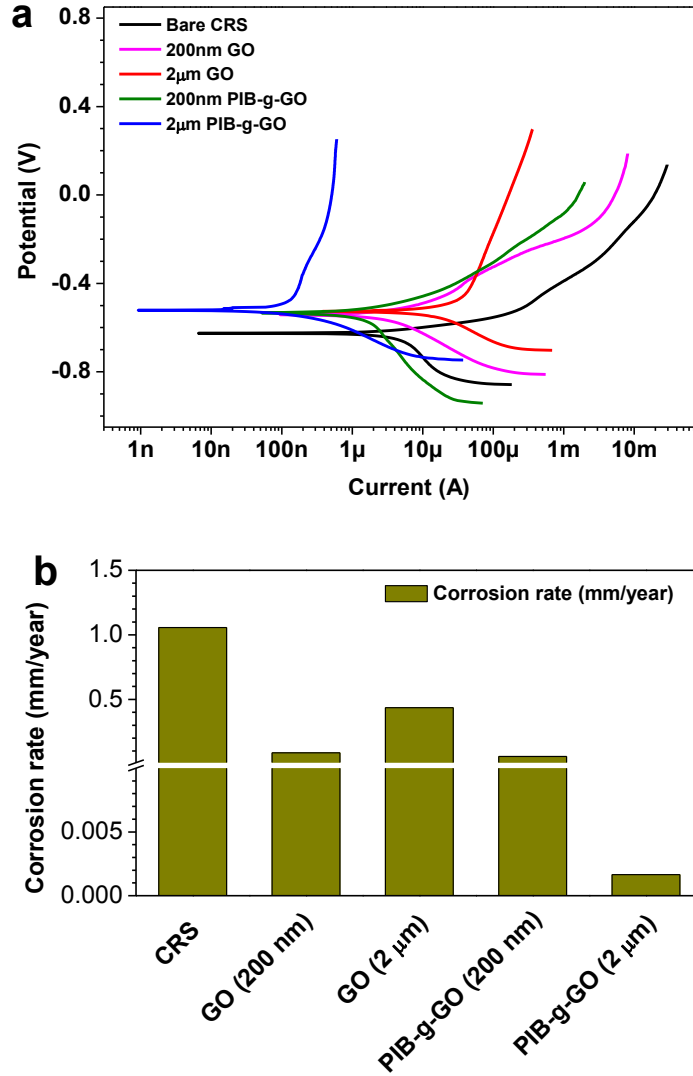 a
Bare CRS
200nm GO
2μm GO
200nm PIB-g-GO
2μm PIB-g-GO
0.8
0.4
0.0
-0.4
-0.8
Potential (V)
1n 10n 100n 1μ 10μ 100μ 1m 10m
Current (A)
b
Corrosion rate (mm/year)
1.5
1.0
0.5
0.005
0.000
Corrosion rate (mm/year)
CRS
GO (200 nm)
GO (2 μm)
PIB-g-GO (200 nm)
PIB-g-GO (2 μm)